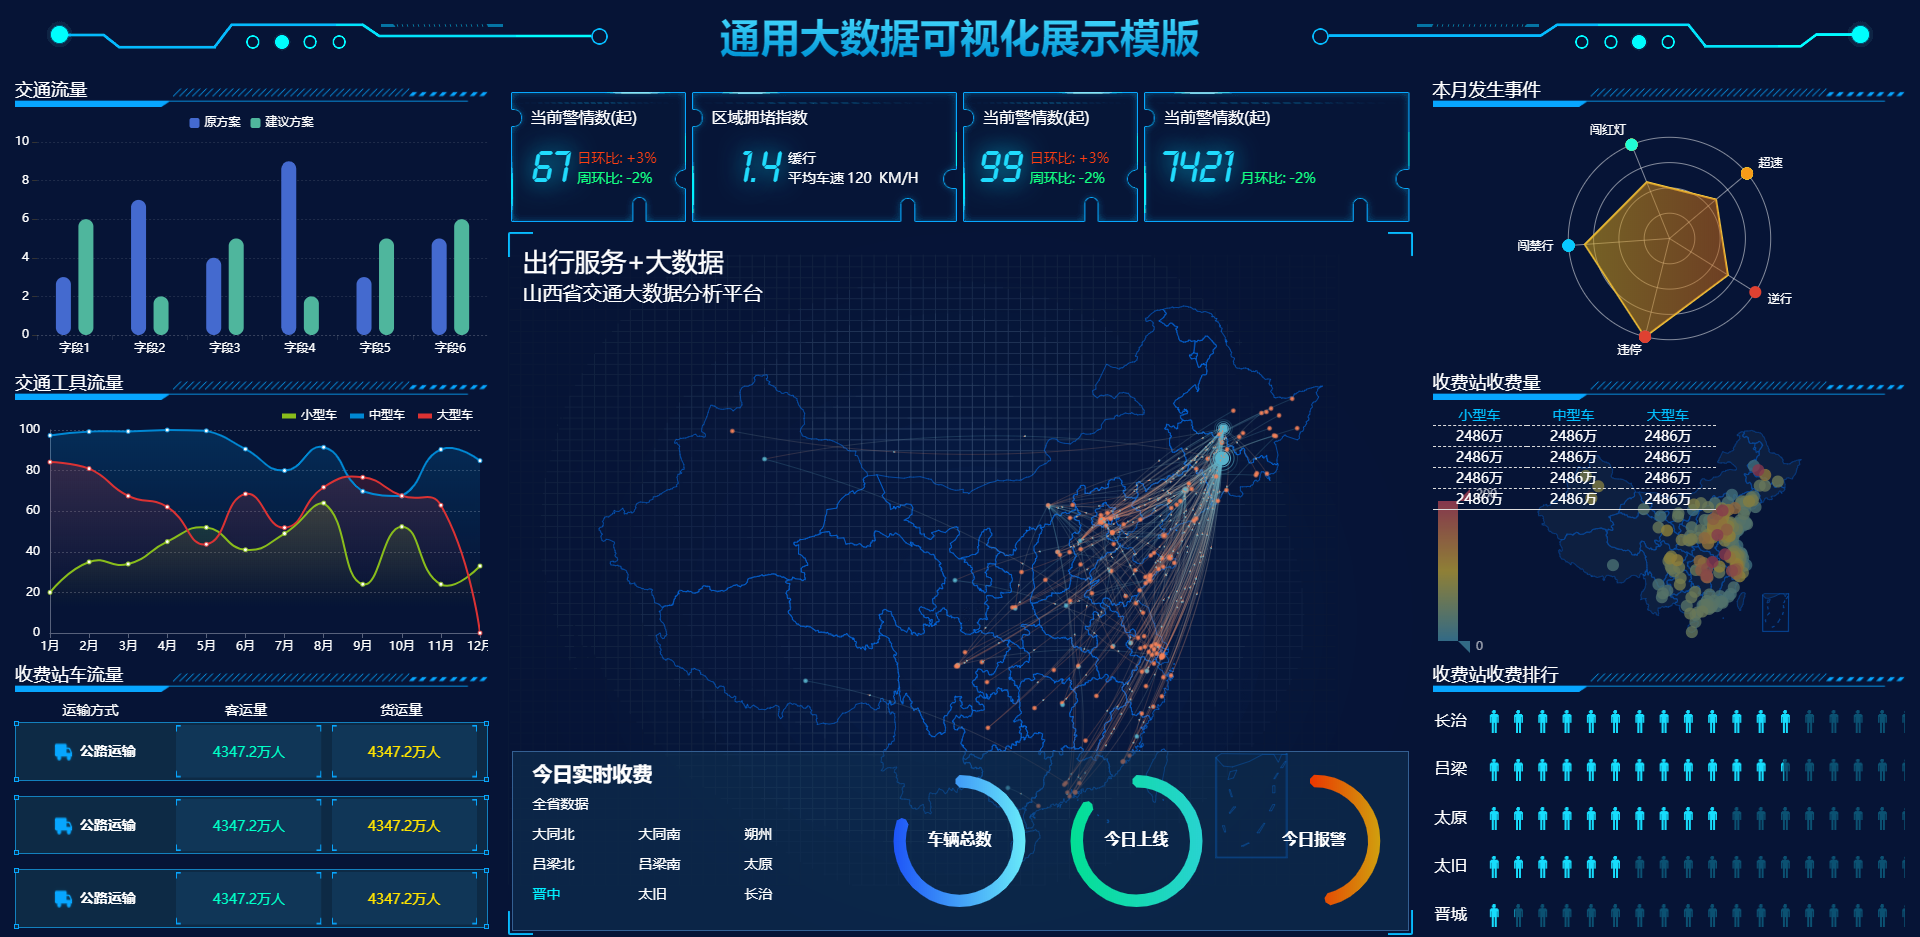 通用大数据可视化展示模版
交通流量
原方案 建议方案
10
8
6
4
2
0
字段1 字段2 字段3 字段4 字段5 字段6
交通工具流量
小型车 中型车 大型车
100
80
60
40
20
0
1月 2月 3月 4月 5月 6月 7月 8月 9月 10月 11月 12月
收费站车流量
运输方式 客运量 货运量
公路运输 4347.2万人 4347.2万人
公路运输 4347.2万人 4347.2万人
公路运输 4347.2万人 4347.2万人
当前警情数(起)
67 日环比: +3%
周环比: -2%
区域拥堵指数
1.4 缓行
平均车速 120 KM/H
当前警情数(起)
99 日环比: +3%
周环比: -2%
当前警情数(起)
7421 月环比: -2%
出行服务+大数据
山西省交通大数据分析平台
今日实时收费
全省数据
大同北 大同南 朔州
吕梁北 吕梁南 太原
晋中 太旧 长治
车辆总数
今日上线
今日报警
本月发生事件
闯红灯
超速
闯禁行
逆行
违停
收费站收费量
小型车 中型车 大型车
2486万 2486万 2486万
2486万 2486万 2486万
2486万 2486万 2486万
2486万 2486万 2486万
0
收费站收费排行
长治
吕梁
太原
太旧
晋城